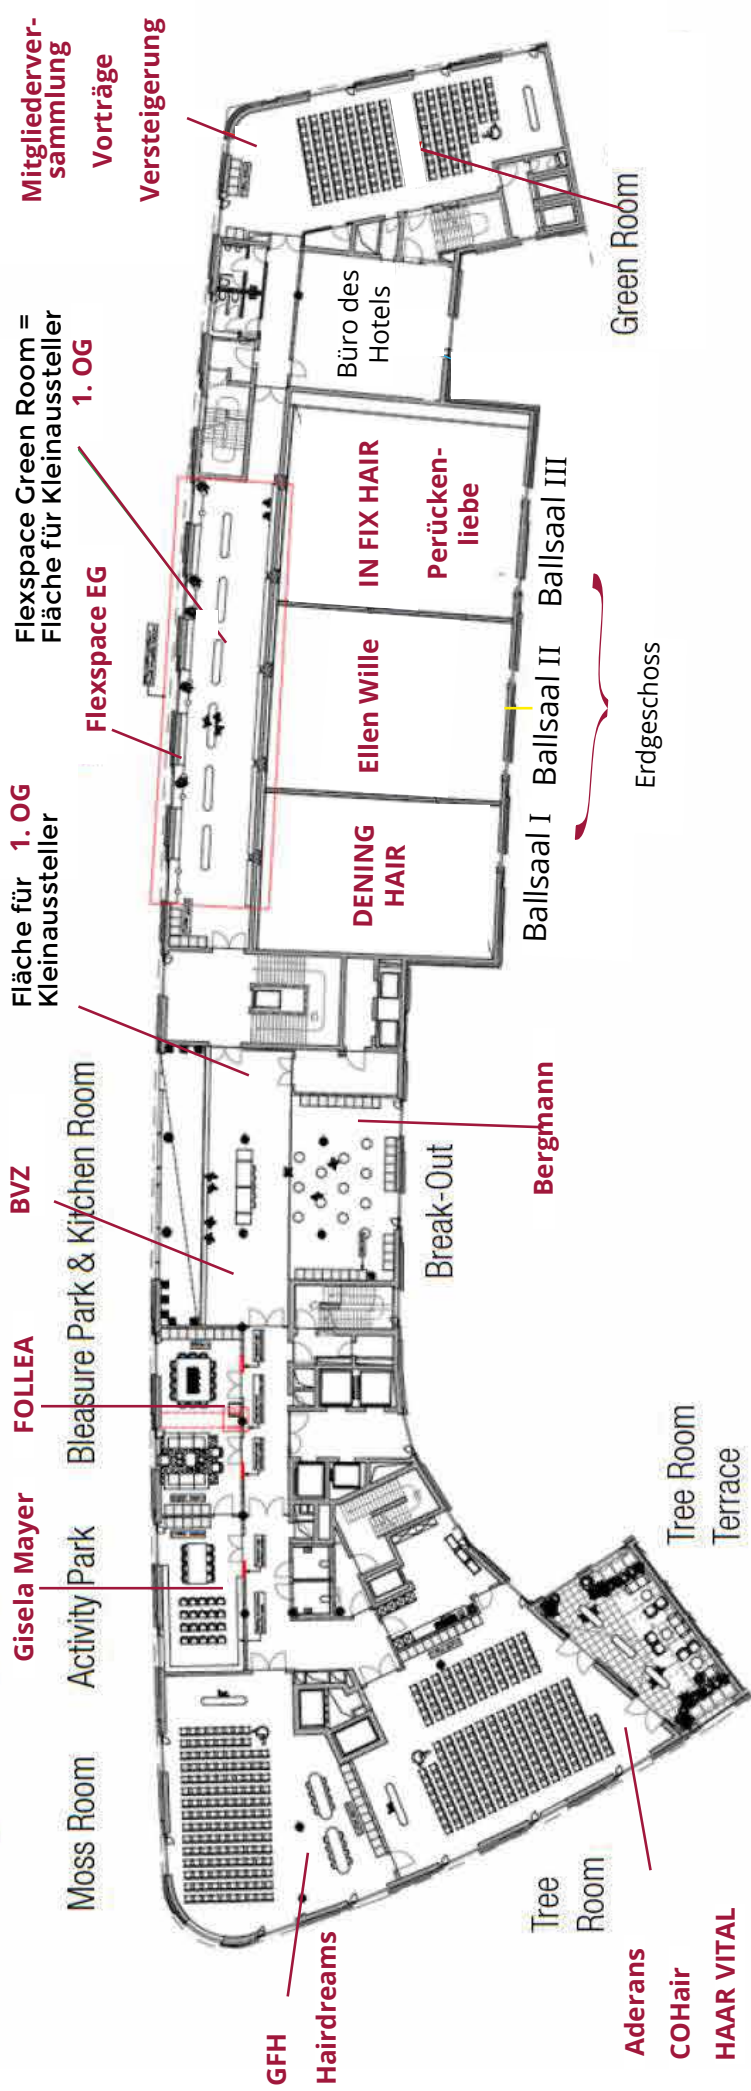 Mitgliederver-
sammlung
Vorträge
Versteigerung
Green Room
Büro des
Hotels
Flexspace Green Room =
Fläche für Kleinaussteller
1. OG
Flexspace EG
IN FIX HAIR
Perücken-
liebe
Ballsaal III
Ellen Wille
Ballsaal II
DENING
HAIR
Ballsaal I
Erdgeschoss
Fläche für 1. OG
Kleinaussteller
BVZ
Bleasure Park & Kitchen Room
Bergmann
Break-Out
FOLLEA
Gisela Mayer
Activity Park
Moss Room
GFH
Hairdreams
Tree Room
Terrace
Tree
Room
Aderans
COHair
HAAR VITAL